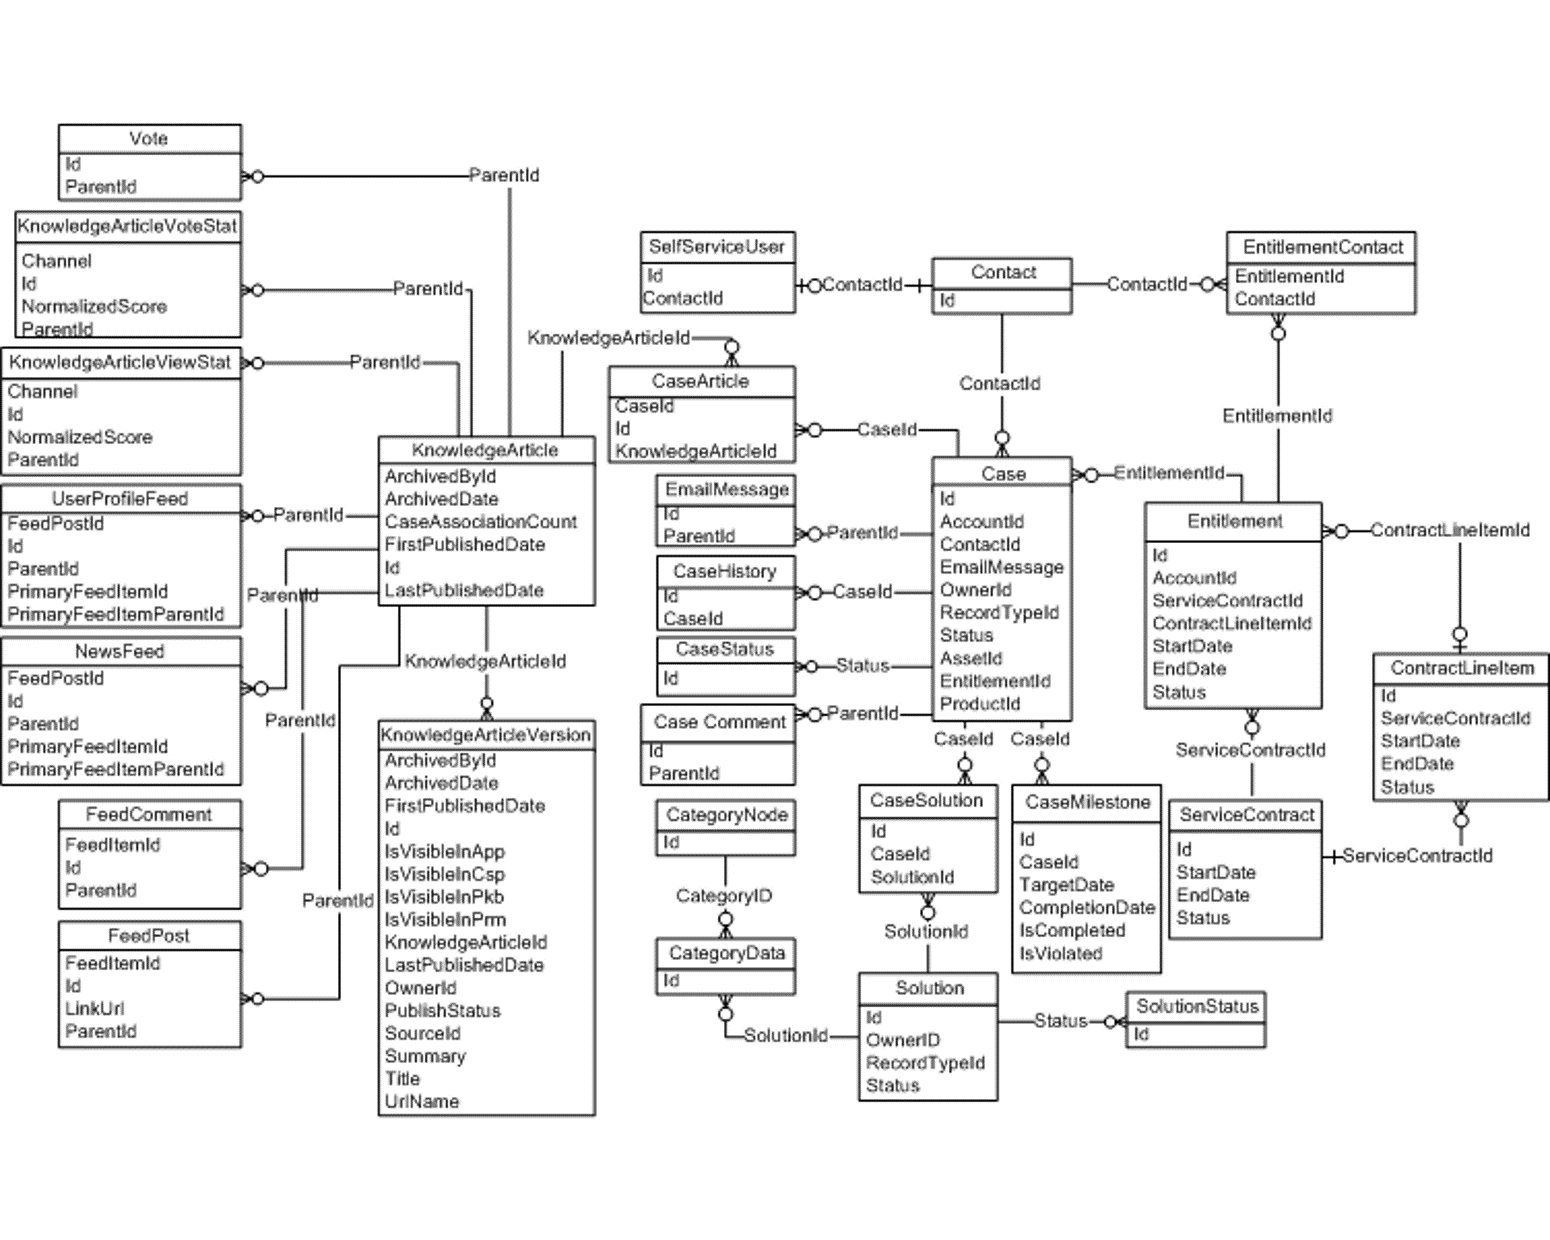 Vote
Id
ParentId
ParentId
KnowledgeArticleVoteStat
Channel
Id
NormalizedScore
ParentId
ParentId
KnowledgeArticleViewStat
Channel
Id
NormalizedScore
ParentId
ParentId
UserProfileFeed
FeedPostId
Id
ParentId
PrimaryFeedItemId
PrimaryFeedItemParentId
ParentId
NewsFeed
FeedPostId
Id
ParentId
PrimaryFeedItemId
PrimaryFeedItemParentId
ParentId
FeedComment
FeedItemId
Id
ParentId
ParentId
FeedPost
FeedItemId
Id
LinkUrl
ParentId
ParentId
KnowledgeArticle
ArchivedById
ArchivedDate
CaseAssociationCount
FirstPublishedDate
Id
LastPublishedDate
KnowledgeArticleId
KnowledgeArticleVersion
ArchivedById
ArchivedDate
FirstPublishedDate
Id
IsVisibleInApp
IsVisibleInCsp
IsVisibleInPkb
IsVisibleInPrm
KnowledgeArticleId
LastPublishedDate
OwnerId
PublishStatus
SourceId
Summary
Title
UrlName
SelfServiceUser
Id
ContactId
ContactId
Contact
Id
ContactId
EntitlementContact
EntitlementId
ContactId
KnowledgeArticleId
CaseArticle
CaseId
Id
KnowledgeArticleId
CaseId
ContactId
EntitlementId
EmailMessage
Id
ParentId
ParentId
CaseHistory
Id
CaseId
CaseId
CaseStatus
Id
Status
Case Comment
Id
ParentId
ParentId
Case
Id
AccountId
ContactId
EmailMessage
OwnerId
RecordTypeId
Status
AssetId
EntitlementId
ProductId
EntitlementId
Entitlement
Id
AccountId
ServiceContractId
ContractLineItemId
StartDate
EndDate
Status
ContractLineItemId
ContractLineItem
Id
ServiceContractId
StartDate
EndDate
Status
CaseId
CaseId
ServiceContractId
CategoryNode
Id
CategoryID
CategoryData
Id
SolutionId
CaseSolution
Id
CaseId
SolutionId
SolutionId
CaseMilestone
Id
CaseId
TargetDate
CompletionDate
IsCompleted
IsViolated
ServiceContract
Id
StartDate
EndDate
Status
ServiceContractId
Solution
Id
OwnerID
RecordTypeId
Status
Status
SolutionStatus
Id